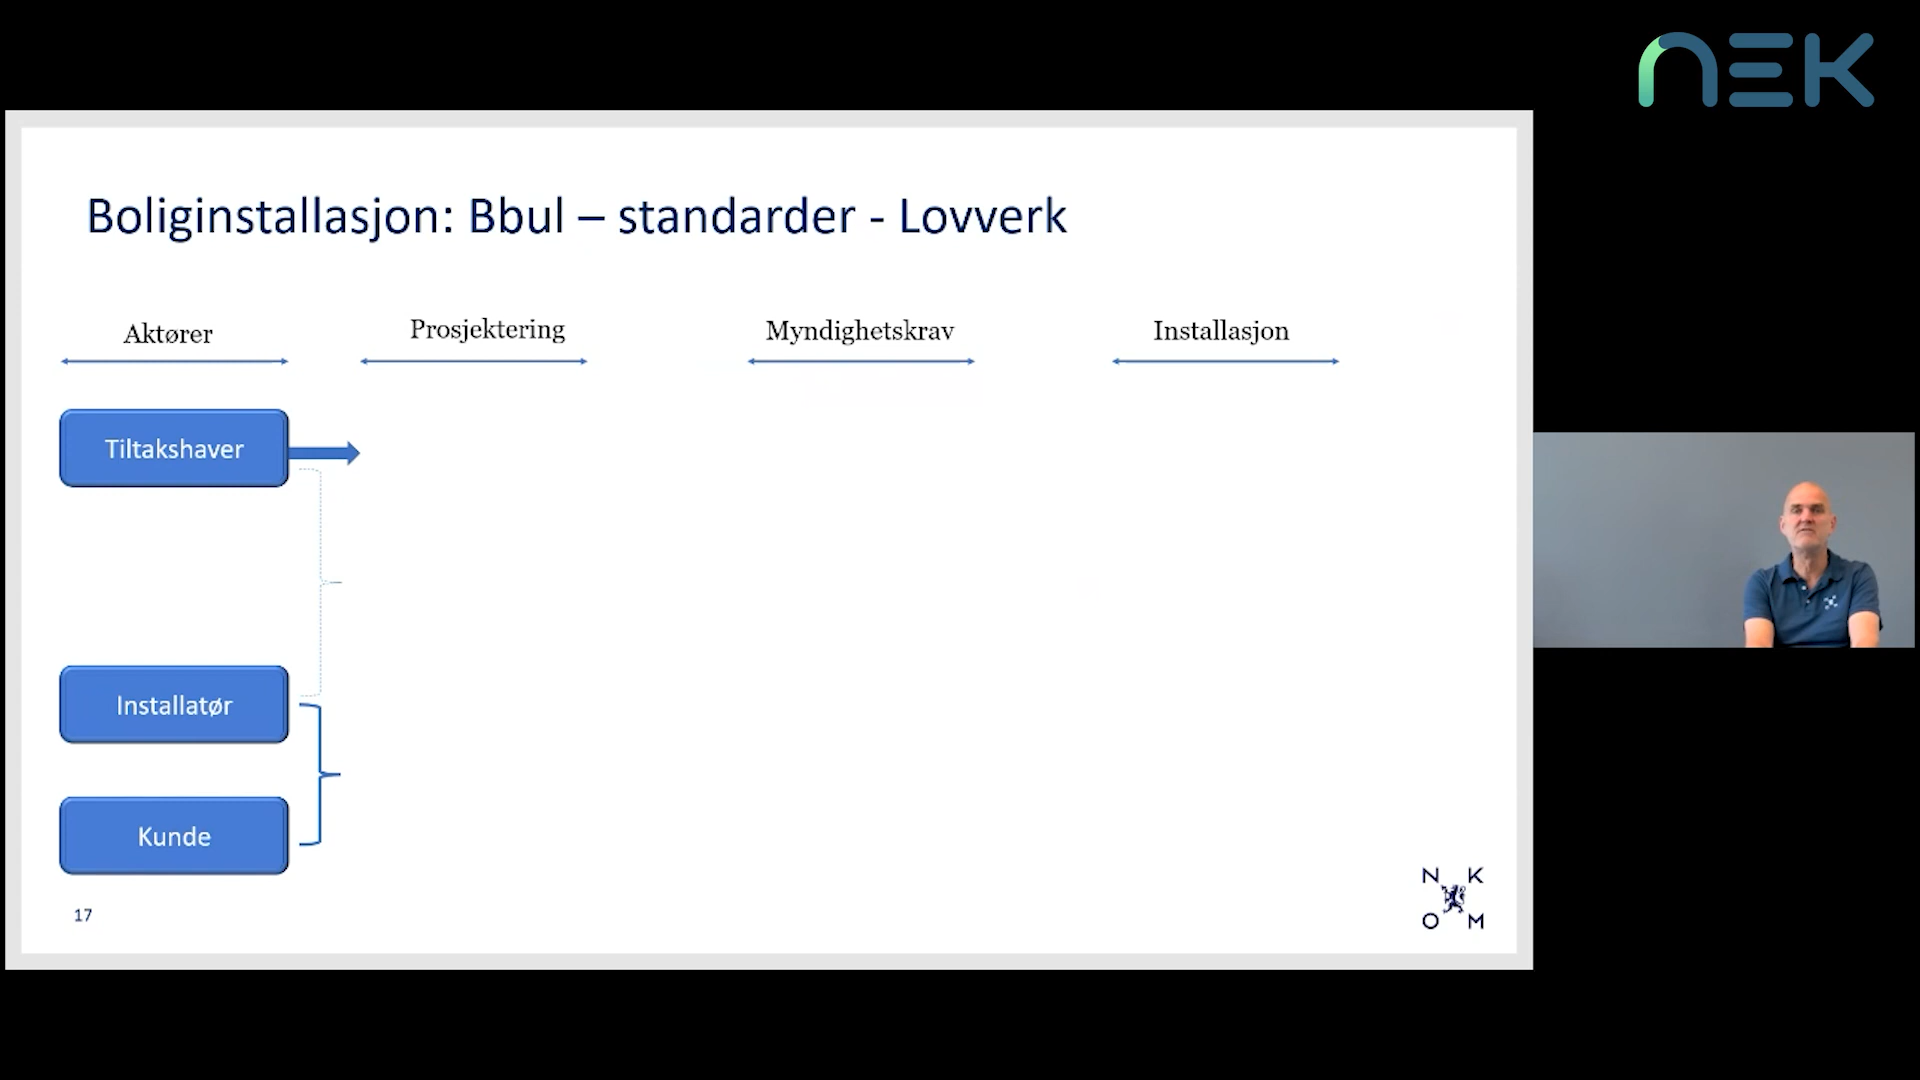 NEK
Boliginstallasjon: Bbul – standarder - Lovverk
Aktører
Prosjektering
Myndighetskrav
Installasjon
Tiltakshaver
Installatør
Kunde
17
N K
O M